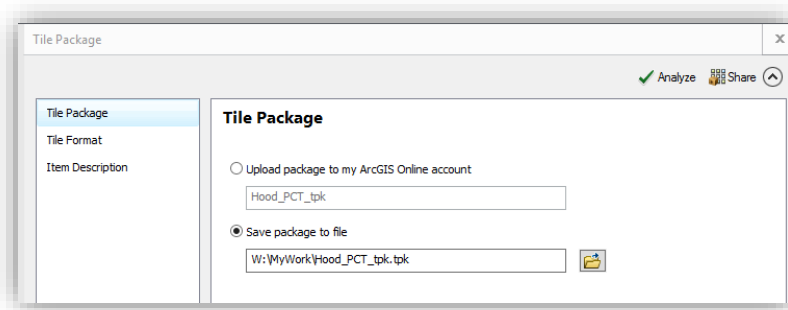 Tile Package
x
Analyze Share
Tile Package
Tile Format
Item Description
Tile Package
Upload package to my ArcGIS Online account
Hood_PCT_tpk
Save package to file
W:\MyWork\Hood_PCT_tpk.tpk